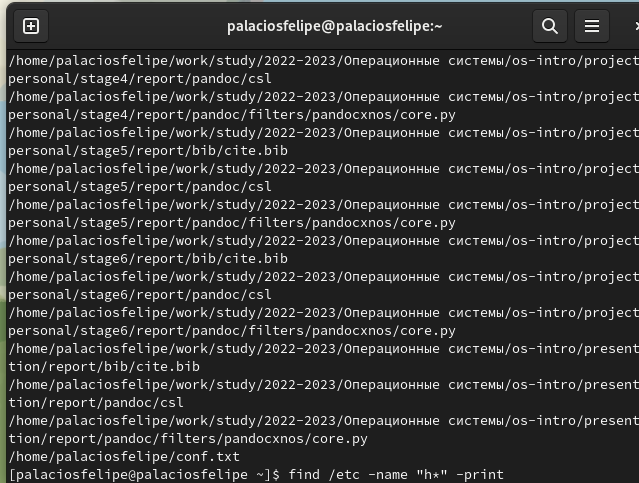 palaciosfelipe@palaciosfelipe:~
/home/palaciosfelipe/work/study/2022-2023/Операционные системы/os-intro/project
personal/stage4/report/pandoc/csl
/home/palaciosfelipe/work/study/2022-2023/Операционные системы/os-intro/project
personal/stage4/report/pandoc/filters/pandocxnos/core.py
/home/palaciosfelipe/work/study/2022-2023/Операционные системы/os-intro/project
personal/stage5/report/bib/cite.bib
/home/palaciosfelipe/work/study/2022-2023/Операционные системы/os-intro/project
personal/stage5/report/pandoc/csl
/home/palaciosfelipe/work/study/2022-2023/Операционные системы/os-intro/project
personal/stage5/report/pandoc/filters/pandocxnos/core.py
/home/palaciosfelipe/work/study/2022-2023/Операционные системы/os-intro/project
personal/stage6/report/bib/cite.bib
/home/palaciosfelipe/work/study/2022-2023/Операционные системы/os-intro/project
personal/stage6/report/pandoc/csl
/home/palaciosfelipe/work/study/2022-2023/Операционные системы/os-intro/project
personal/stage6/report/pandoc/filters/pandocxnos/core.py
/home/palaciosfelipe/work/study/2022-2023/Операционные системы/os-intro/present
tion/report/bib/cite.bib
/home/palaciosfelipe/work/study/2022-2023/Операционные системы/os-intro/present
tion/report/pandoc/csl
/home/palaciosfelipe/work/study/2022-2023/Операционные системы/os-intro/present
tion/report/pandoc/filters/pandocxnos/core.py
/home/palaciosfelipe/conf.txt
[palaciosfelipe@palaciosfelipe ~]$ find /etc -name "h*" -print